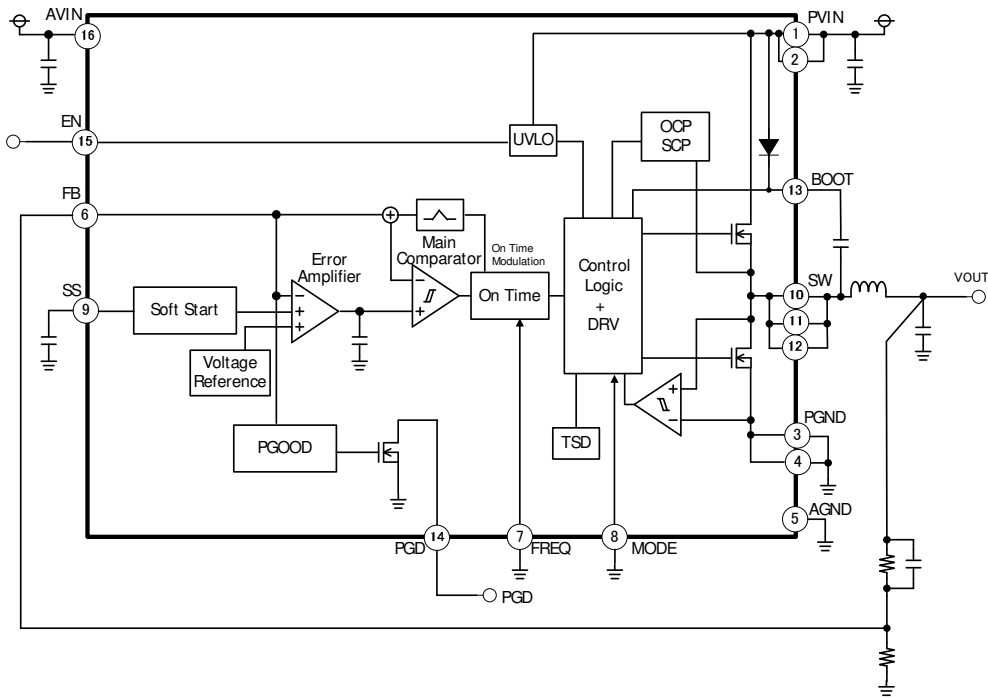 AVIN
16
PVIN
1
2
EN
15
UVLO
OCP
SCP
13
BOOT
FB
6
+
Main
Comparator
On Time
Modulation
Error
Amplifier
−
+
+
−
+
On Time
Control
Logic
+
DRV
SW
10
11
12
VOUT
SS
9
Soft Start
Voltage
Reference
+
−
PGOOD
TSD
PGND
3
4
5
AGND
PGD
14
7
FREQ
8
MODE
PGD